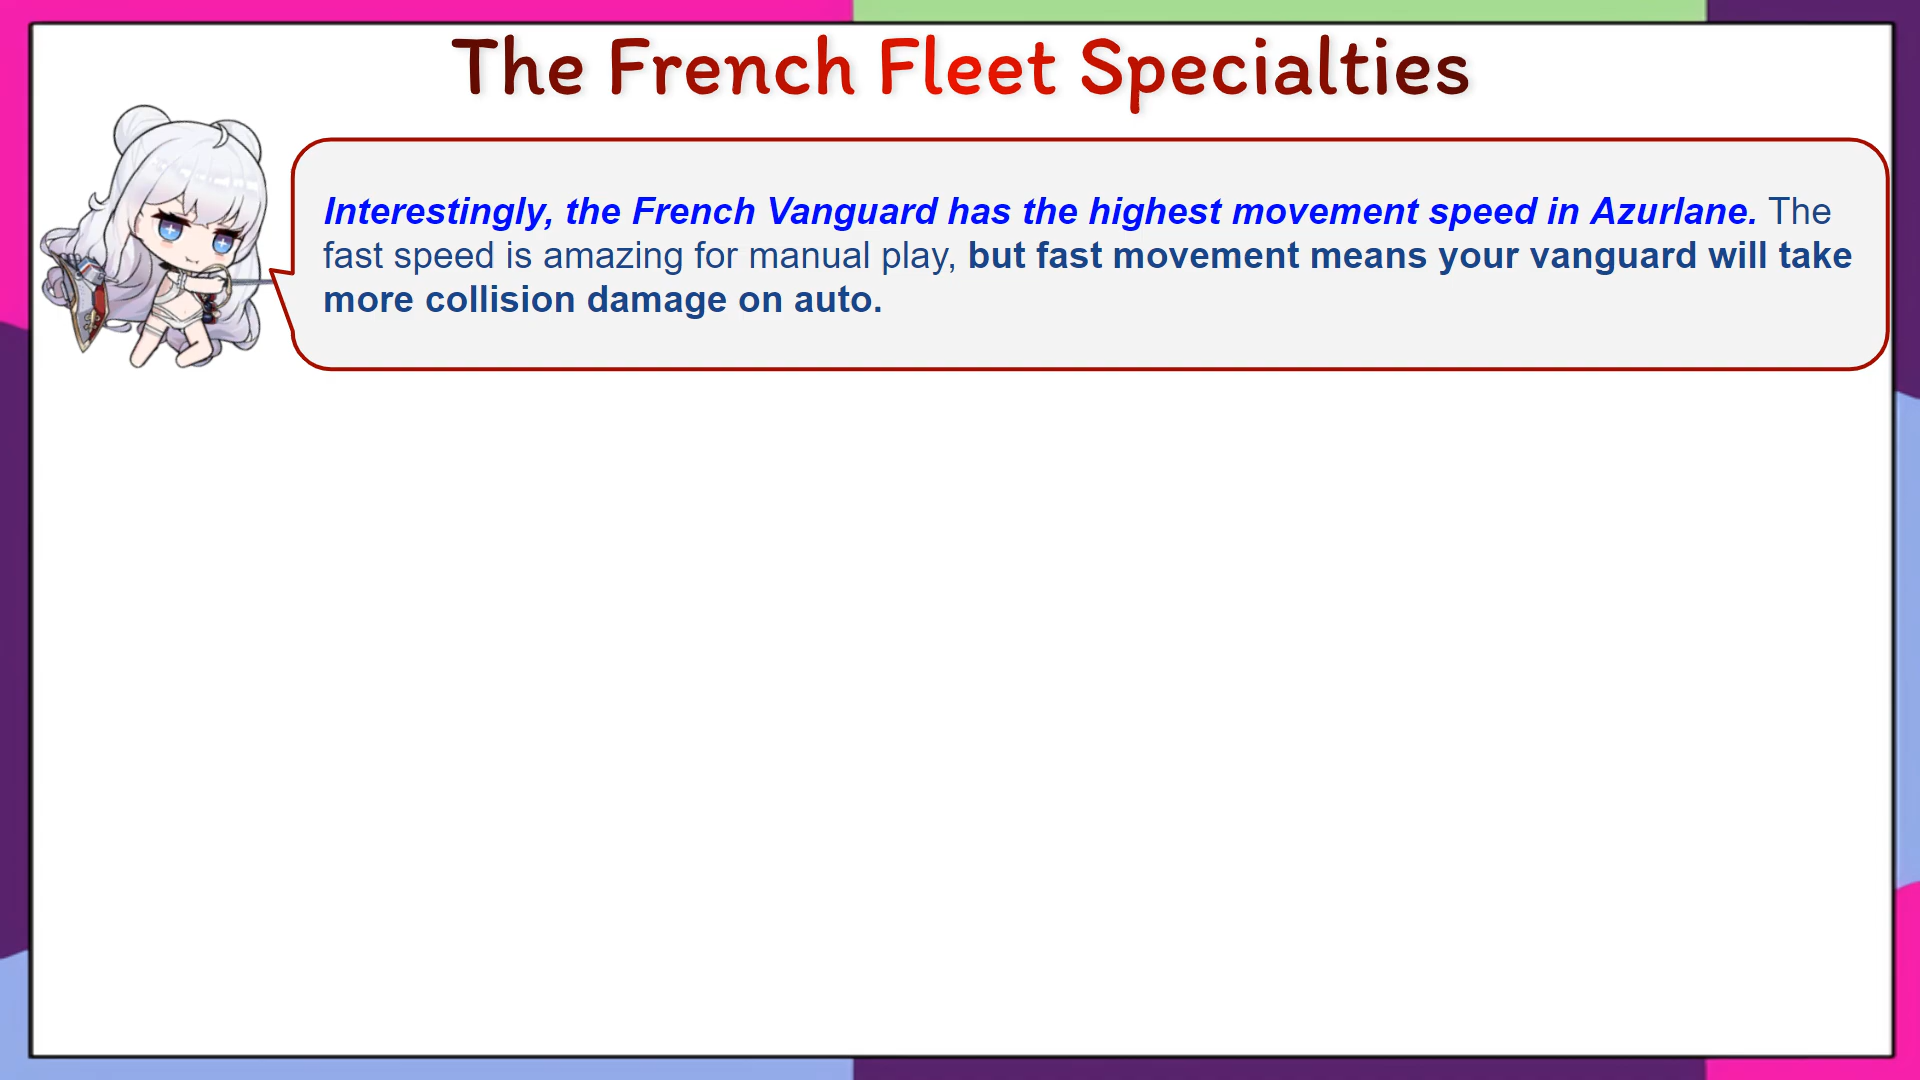 The French Fleet Specialties
Interestingly, the French Vanguard has the highest movement speed in Azurlane. The
fast speed is amazing for manual play, but fast movement means your vanguard will take
more collision damage on auto.